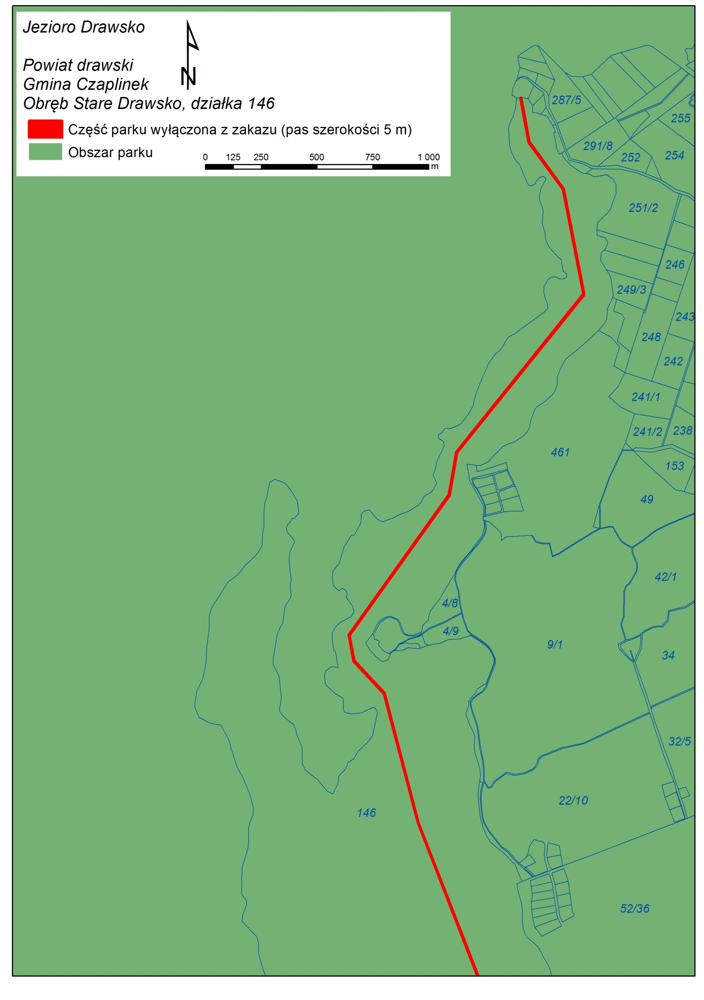 Jezioro Drawsko
N
Powiat drawski
Gmina Czaplinek
Obręb Stare Drawsko, działka 146
Część parku wyłączona z zakazu (pas szerokości 5 m)
Obszar parku
0 125 250 500 750 1 000
m
287/5
255
291/8
252
254
251/2
246
249/3
243
248
242
241/1
241/2
238
461
153
49
42/1
4/8
4/9
9/1
34
32/5
22/10
146
52/36